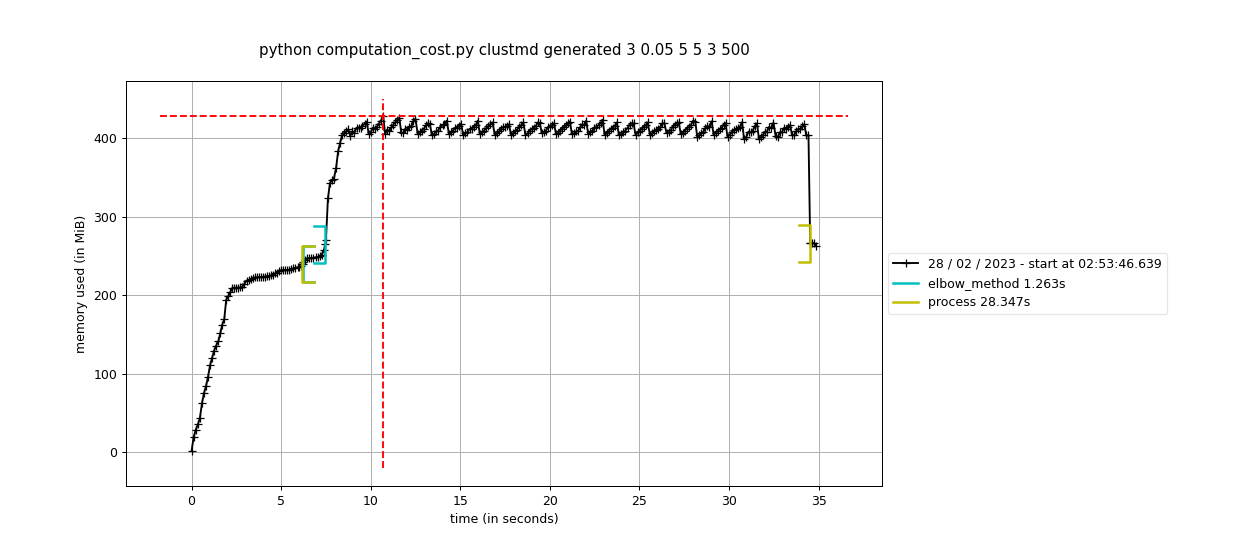 python computation_cost.py clustmd generated 3 0.05 5 5 3 500
memory used (in MiB)
400
300
200
100
0
0 5 10 15 20 25 30 35
time (in seconds)
28 / 02 / 2023 - start at 02:53:46.639
elbow_method 1.263s
process 28.347s